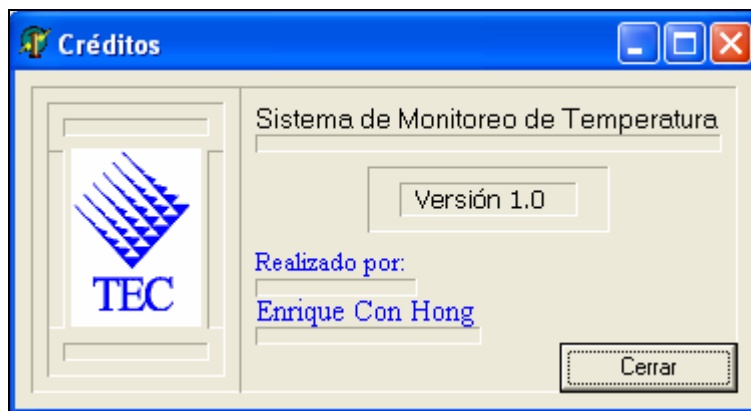 Créditos
Sistema de Monitoreo de Temperatura
Versión 1.0
TEC
Realizado por:
Enrique Con Hong
Cerrar